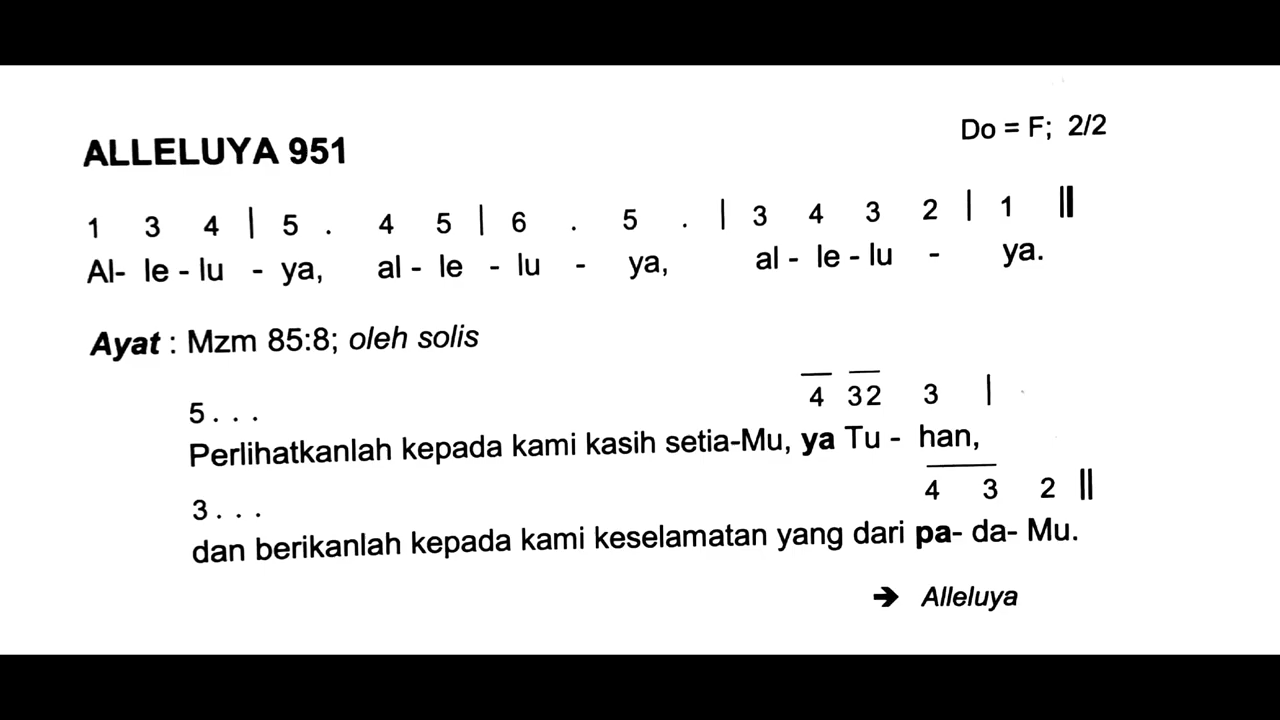 Do = F; 2/2
ALLELUYA 951
1 3 4 | 5 . 4 5 | 6 . 5 . | 3 4 3 2 | 1 ||
Al- le - lu - ya, al - le - lu - ya, al - le - lu - ya.
Ayat : Mzm 85:8; oleh solis
5 . . . 4 32 3 |
Perlihatkanlah kepada kami kasih setia-Mu, ya Tu - han,
3 . . . 4 3 2 ||
dan berikanlah kepada kami keselamatan yang dari pa- da- Mu.
➔ Alleluya